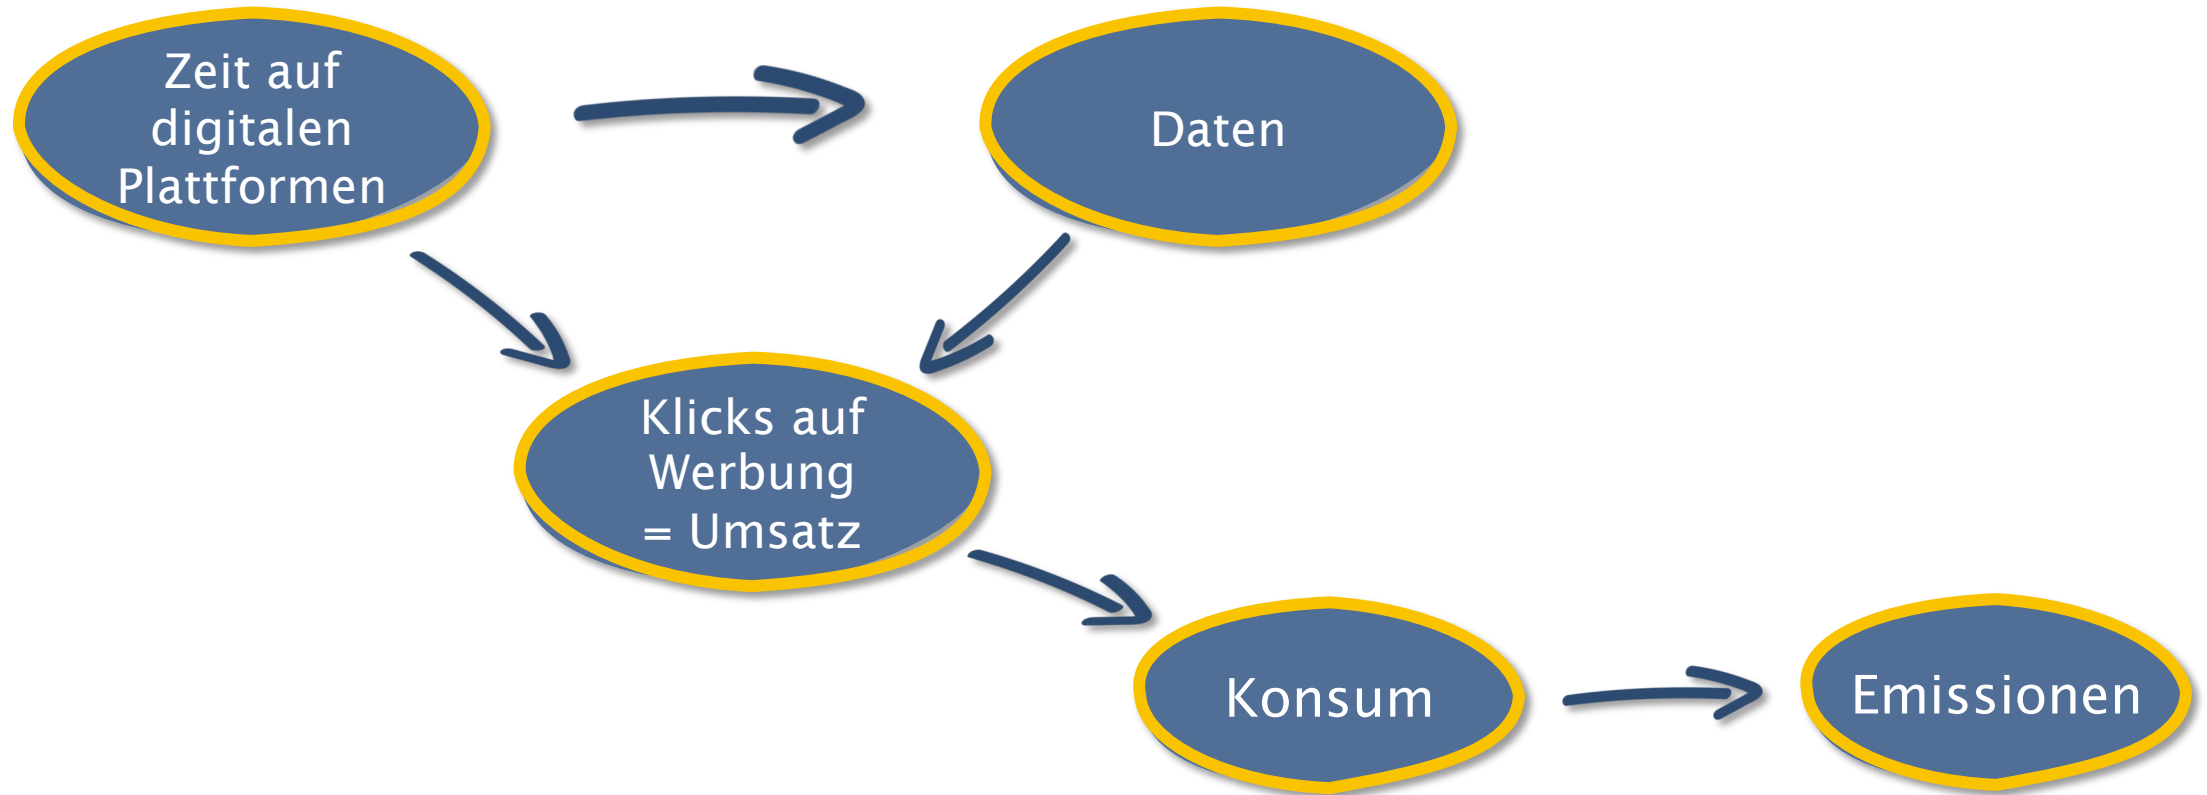 Zeit auf
digitalen
Plattformen
Daten
Klicks auf
Werbung
= Umsatz
Konsum
Emissionen